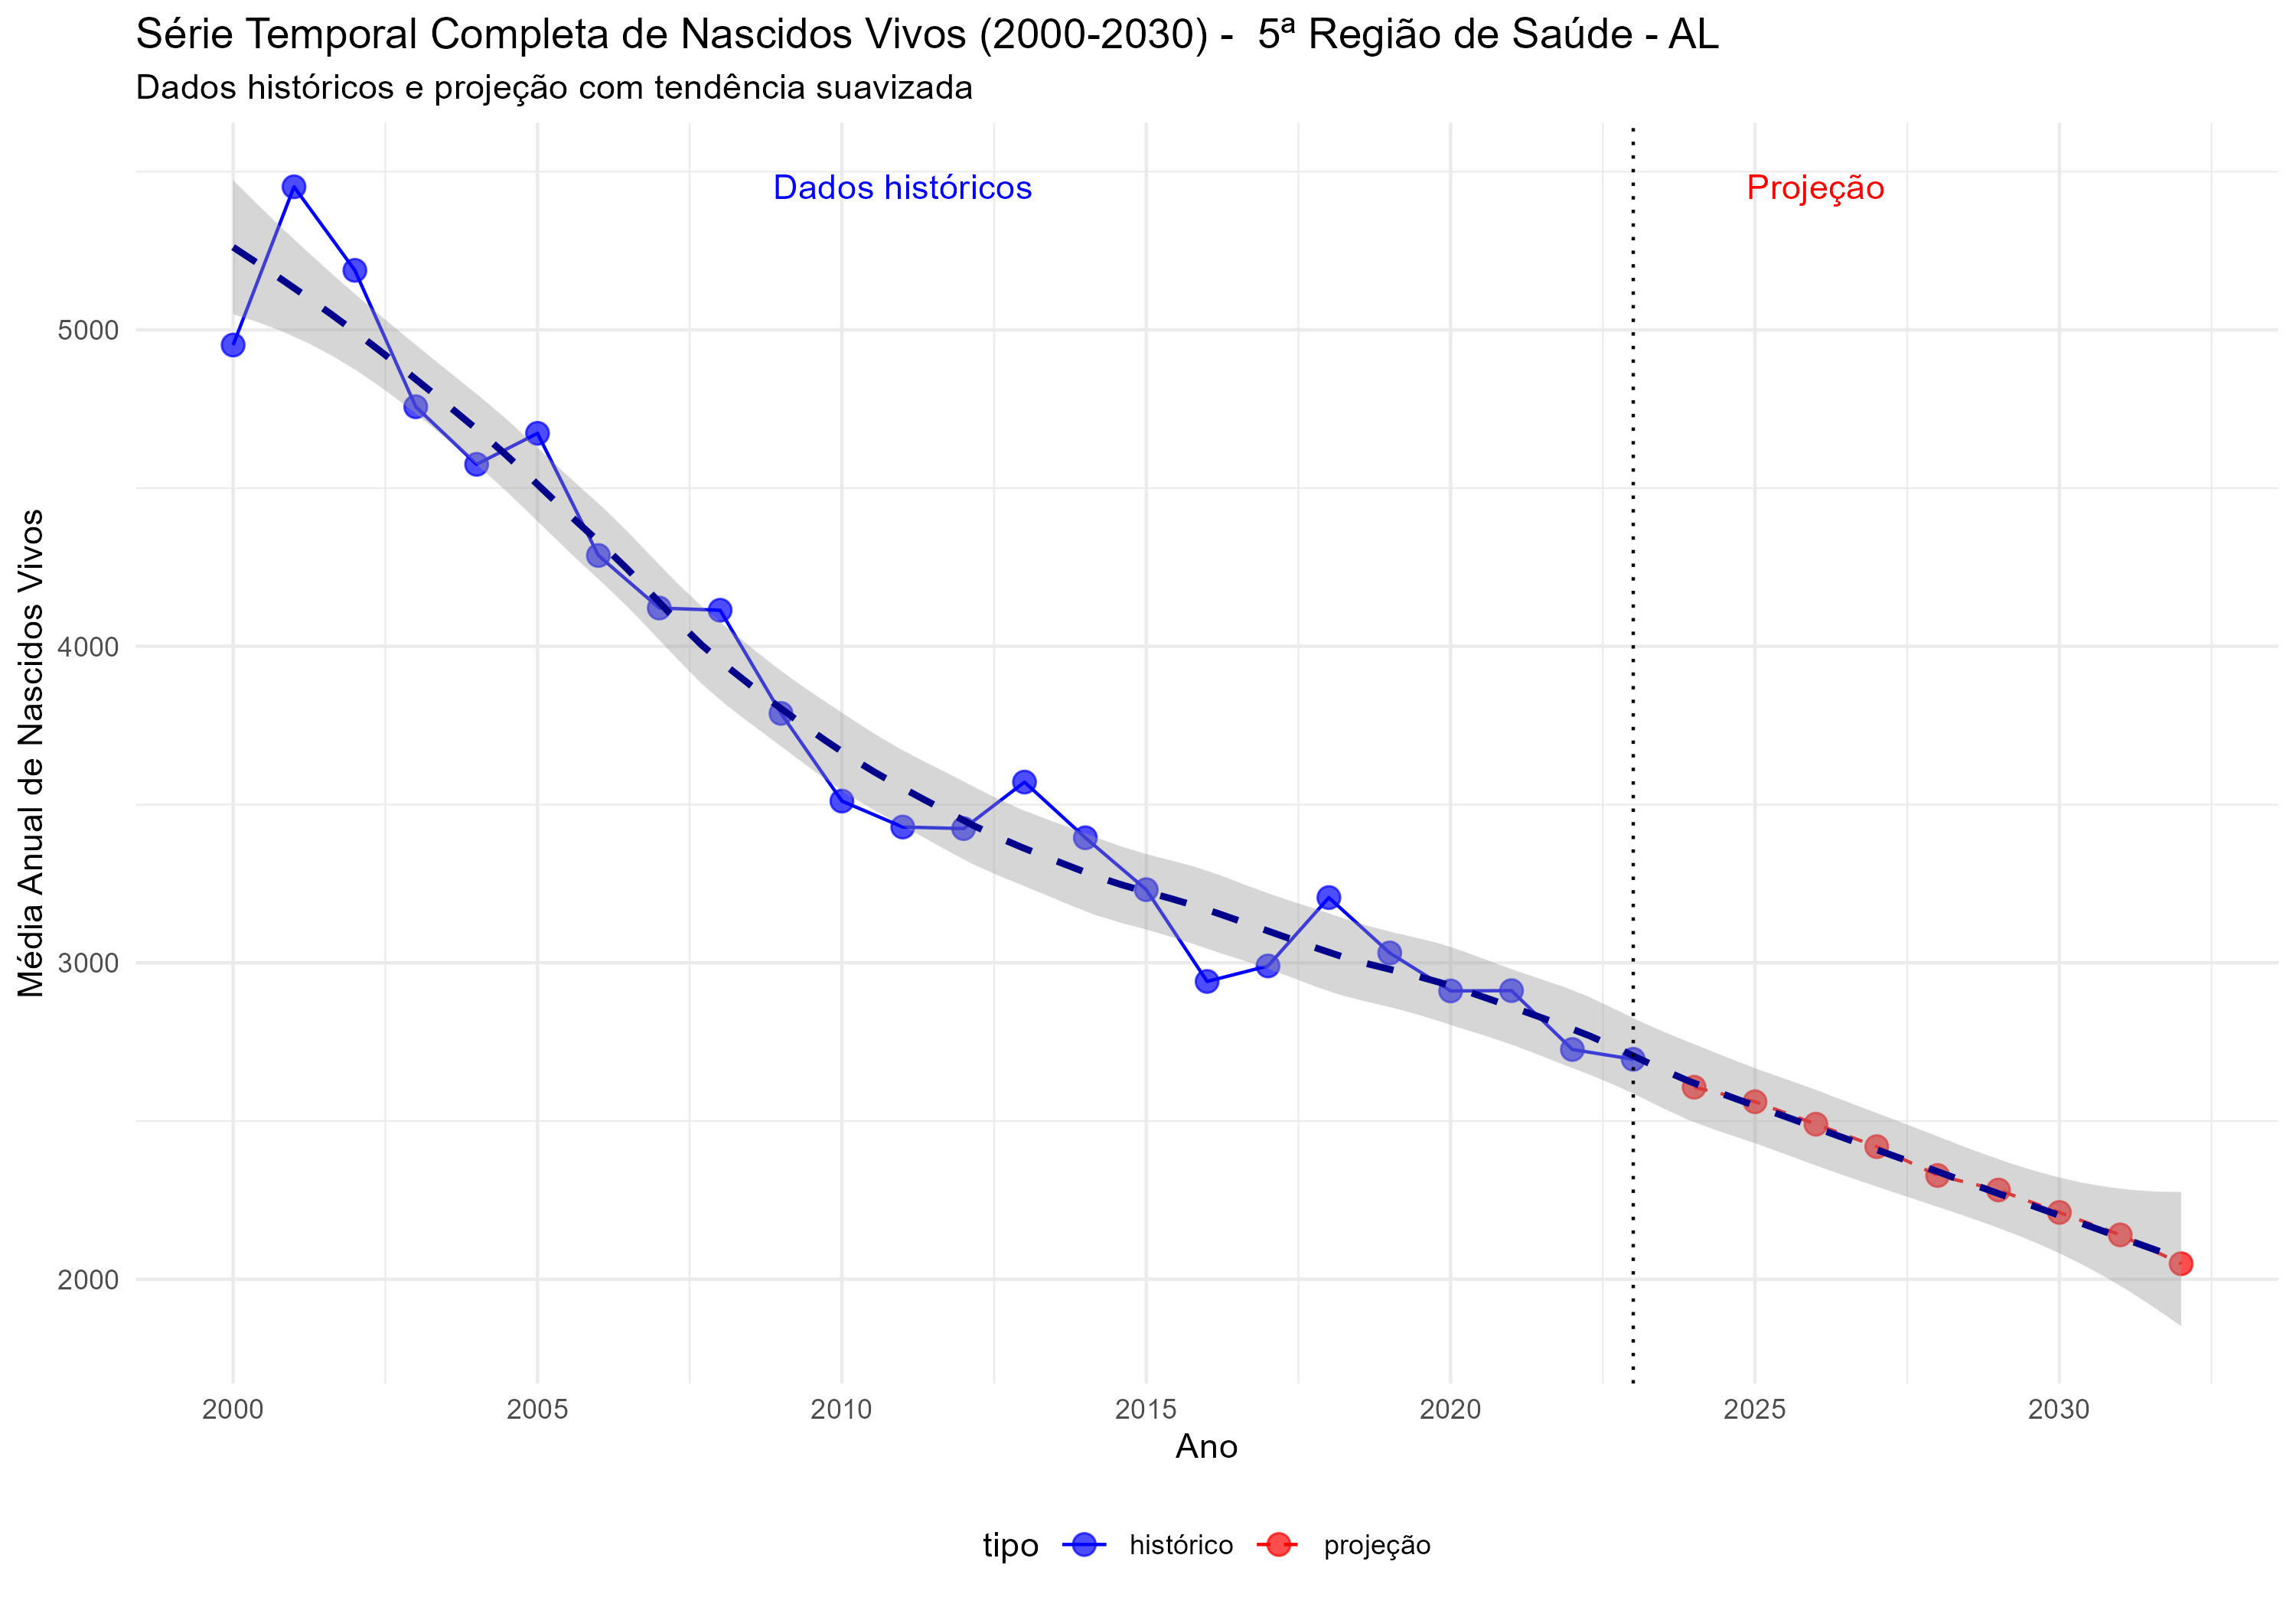 Série Temporal Completa de Nascidos Vivos (2000-2030) -  5ª Região de Saúde - AL
Dados históricos e projeção com tendência suavizada
Dados históricos
Projeção
Média Anual de Nascidos Vivos
5000
4000
3000
2000
2000 2005 2010 2015 2020 2025 2030
Ano
tipo histórico projeção